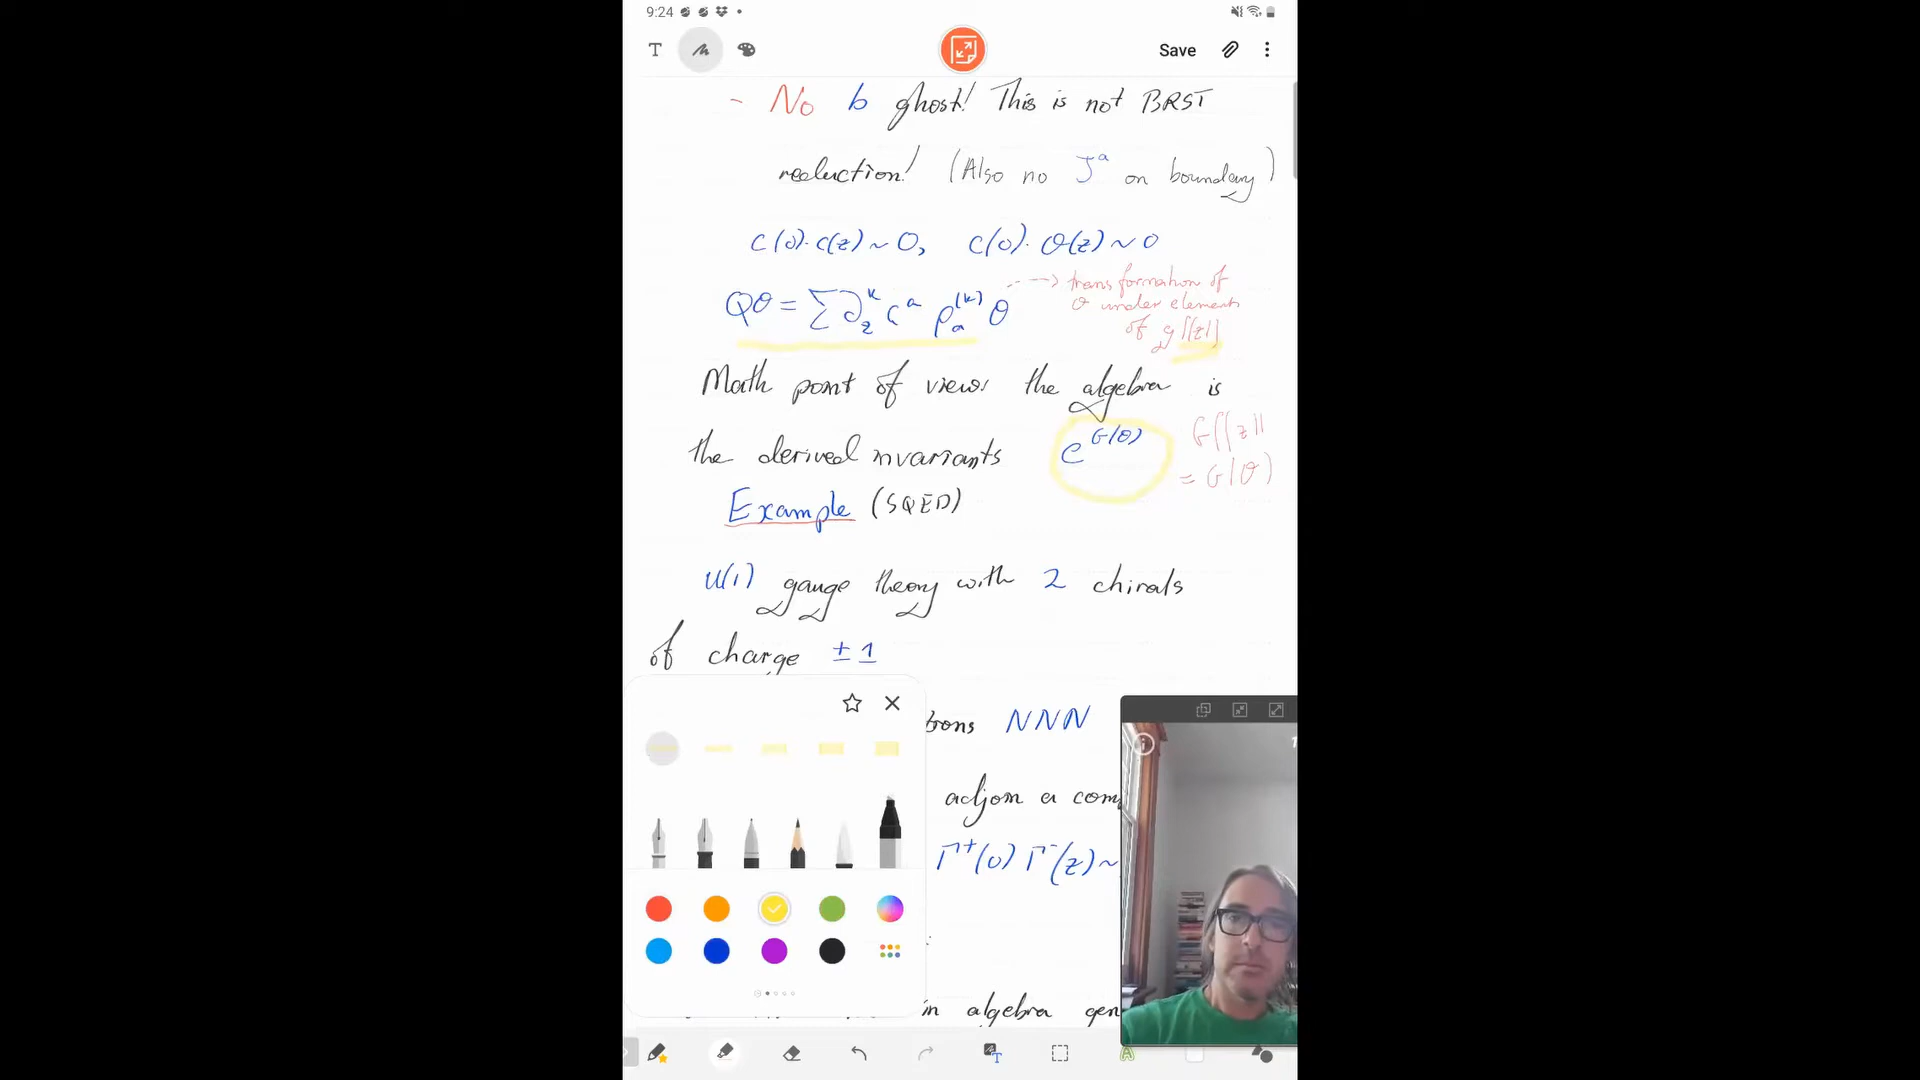 9:24
T
Save
- No b ghost! This is not BRST
reduction! (Also no J^a on boundary)
c(0)·c(z) ~ 0, c(0)·O(z) ~ 0
QO = Σ ∂_z^k c^a ρ_a^(k) O
--> transformation of
O under elements
of g[[z]]
Math point of view: the algebra is
the derived invariants e^G(O)
G[[z]]
= G(O)
Example (SQED)
U(1) gauge theory with 2 chirals
of charge ±1
NNN
adjoin a com
Γ^+(0) Γ^-(z) ~
algebra gen